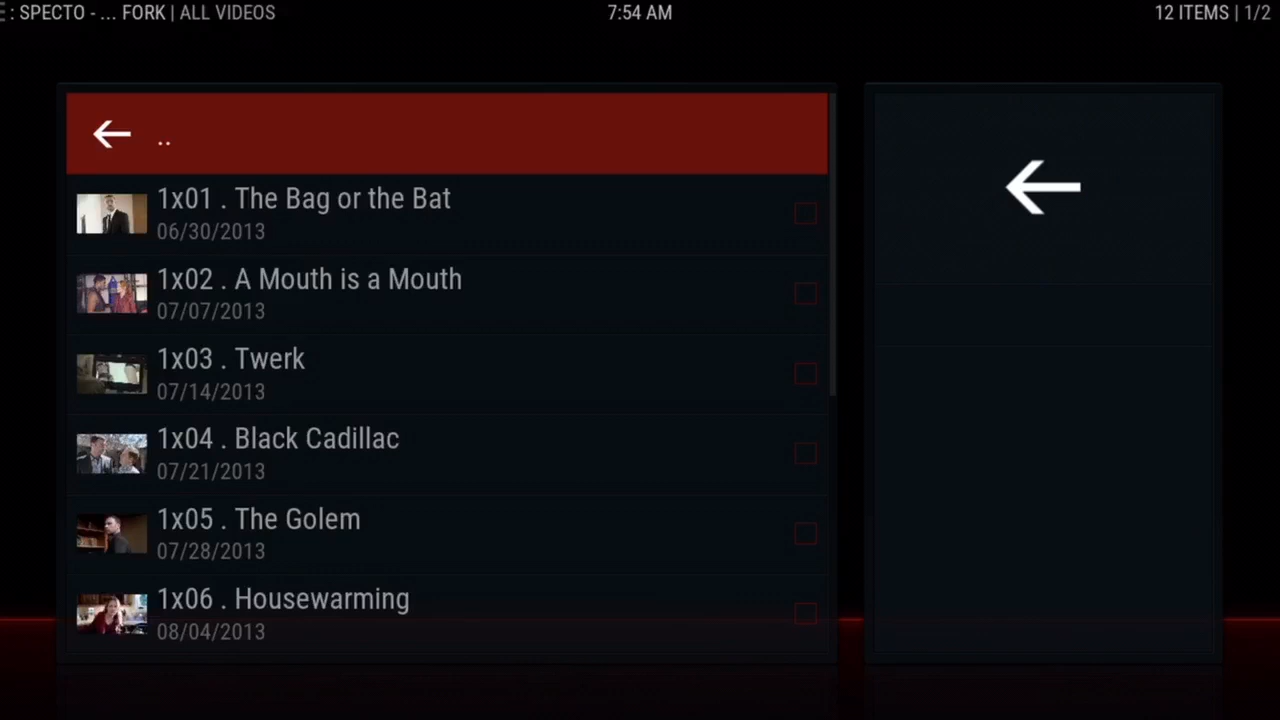 : SPECTO - ... FORK | ALL VIDEOS
7:54 AM
12 ITEMS | 1/2
..
1x01 . The Bag or the Bat
06/30/2013
1x02 . A Mouth is a Mouth
07/07/2013
1x03 . Twerk
07/14/2013
1x04 . Black Cadillac
07/21/2013
1x05 . The Golem
07/28/2013
1x06 . Housewarming
08/04/2013